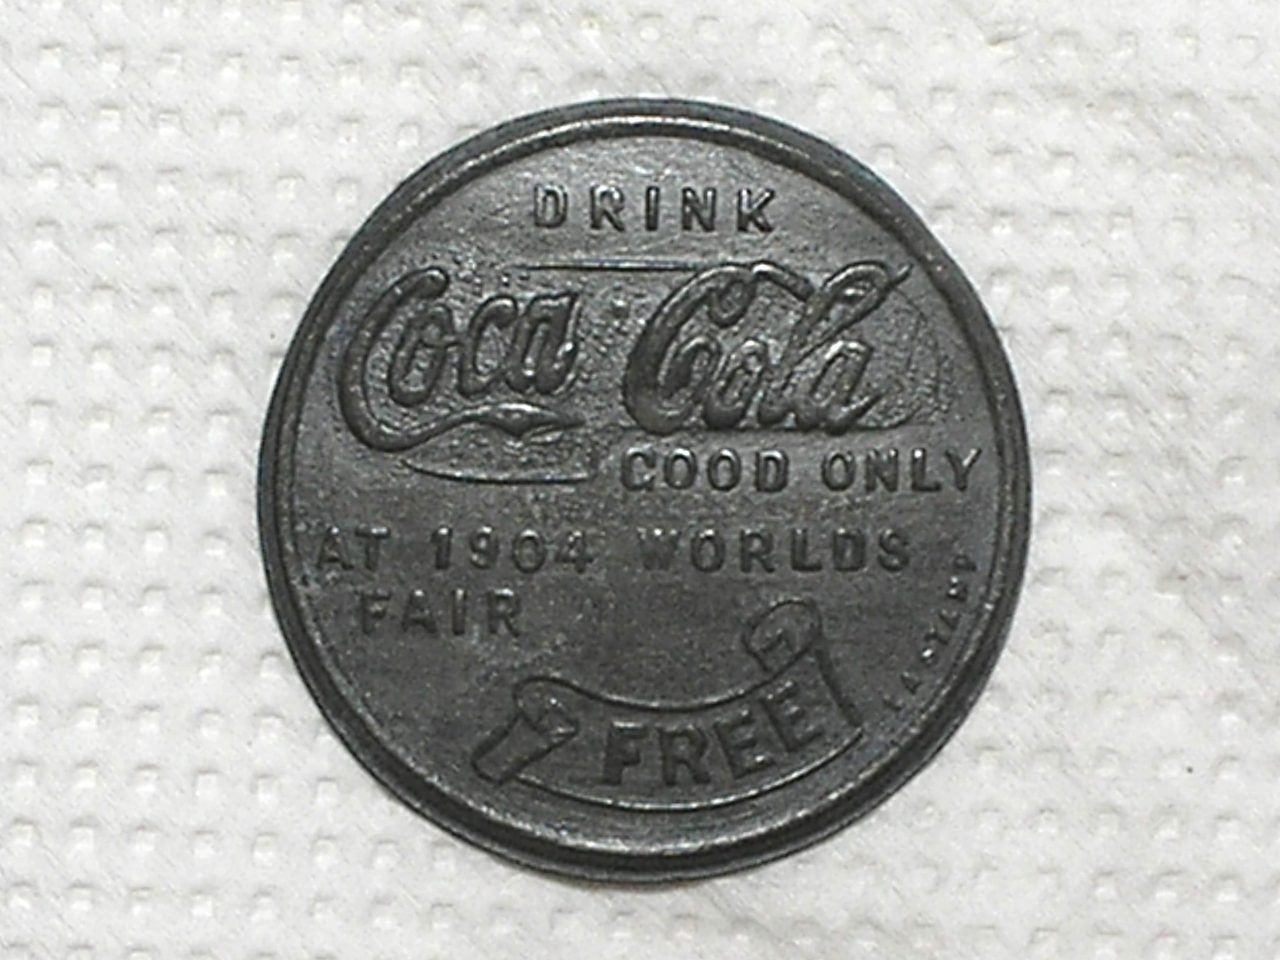 DRINK
Coca Cola
GOOD ONLY
AT 1904 WORLDS
FAIR
FREE